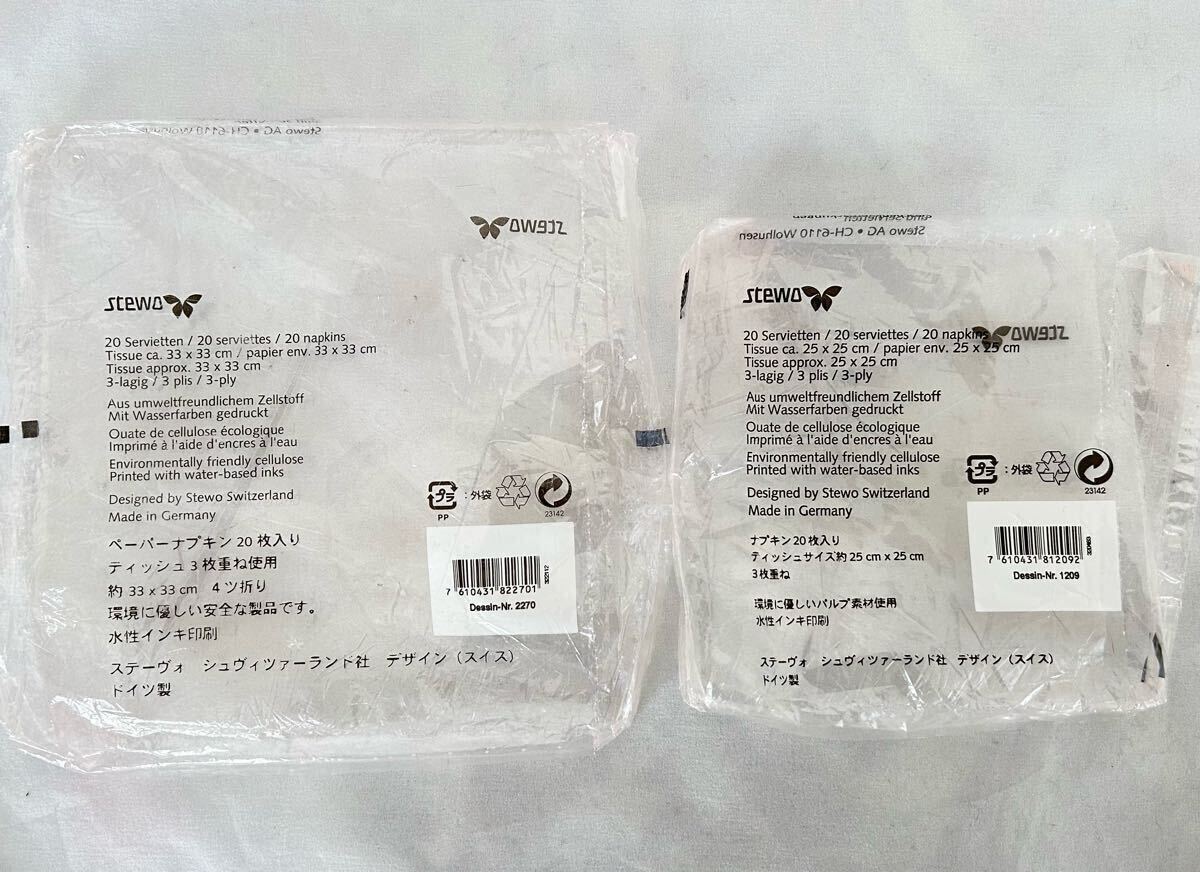 Stewo AG • CH-6110 Wolhusen
stewo
stewo
20 Servietten / 20 serviettes / 20 napkins
Tissue ca. 33 x 33 cm / papier env. 33 x 33 cm
Tissue approx. 33 x 33 cm
3-lagig / 3 plis / 3-ply
Aus umweltfreundlichem Zellstoff
Mit Wasserfarben gedruckt
Ouate de cellulose écologique
Imprimé à l'aide d'encres à l'eau
Environmentally friendly cellulose
Printed with water-based inks
Designed by Stewo Switzerland
Made in Germany
プラ
PP
:外袋
23142
ペーパーナプキン 20 枚入り
ティッシュ 3 枚重ね使用
約 33 x 33 cm 4 ツ折り
環境に優しい安全な製品です。
水性インキ印刷
ステーヴォ シュヴィツァーランド社 デザイン(スイス)
ドイツ製
7 610431 822701
Dessin-Nr. 2270
Servietten
Stewo AG • CH-6110 Wolhusen
stewo
stewo
20 Servietten / 20 serviettes / 20 napkins
Tissue ca. 25 x 25 cm / papier env. 25 x 25 cm
Tissue approx. 25 x 25 cm
3-lagig / 3 plis / 3-ply
Aus umweltfreundlichem Zellstoff
Mit Wasserfarben gedruckt
Ouate de cellulose écologique
Imprimé à l'aide d'encres à l'eau
Environmentally friendly cellulose
Printed with water-based inks
Designed by Stewo Switzerland
Made in Germany
プラ
PP
:外袋
23142
ナプキン 20 枚入り
ティッシュサイズ約 25 cm x 25 cm
3 枚重ね
環境に優しいパルプ素材使用
水性インキ印刷
ステーヴォ シュヴィツァーランド社 デザイン(スイス)
ドイツ製
7 610431 812092
Dessin-Nr. 1209